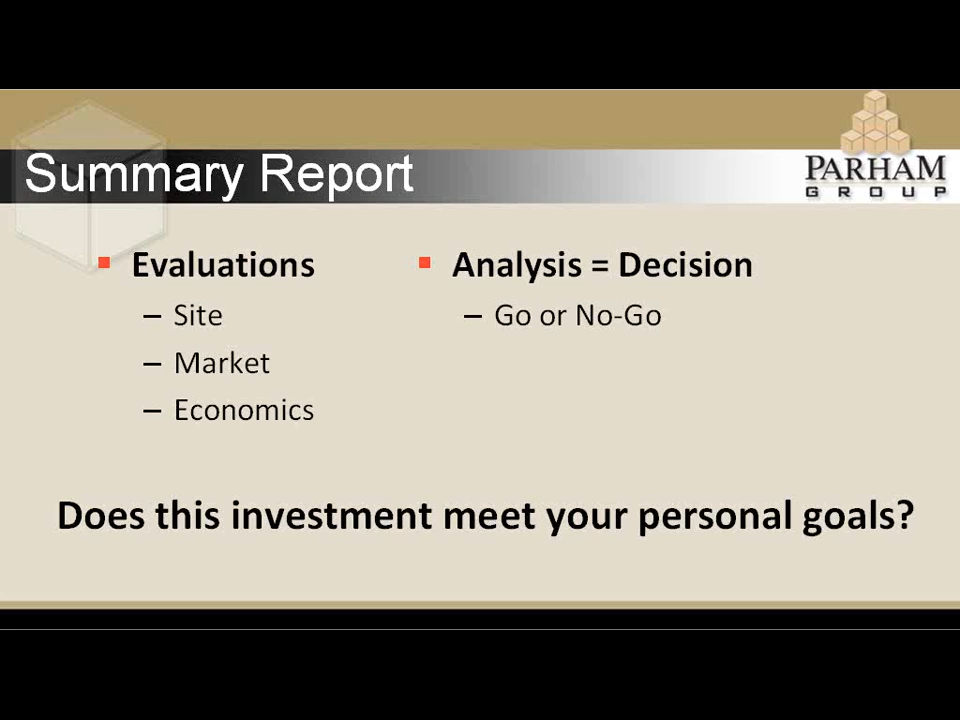 Summary Report
PARHAM
GROUP
▪ Evaluations
– Site
– Market
– Economics
▪ Analysis = Decision
– Go or No-Go
Does this investment meet your personal goals?